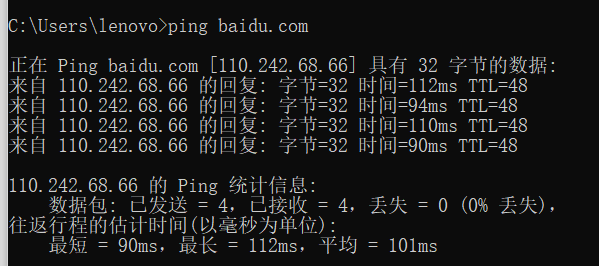 C:\Users\lenovo>ping baidu.com
正在 Ping baidu.com [110.242.68.66] 具有 32 字节的数据:
来自 110.242.68.66 的回复: 字节=32 时间=112ms TTL=48
来自 110.242.68.66 的回复: 字节=32 时间=94ms TTL=48
来自 110.242.68.66 的回复: 字节=32 时间=110ms TTL=48
来自 110.242.68.66 的回复: 字节=32 时间=90ms TTL=48
110.242.68.66 的 Ping 统计信息:
数据包: 已发送 = 4，已接收 = 4，丢失 = 0 (0% 丢失)，
往返行程的估计时间(以毫秒为单位):
最短 = 90ms，最长 = 112ms，平均 = 101ms